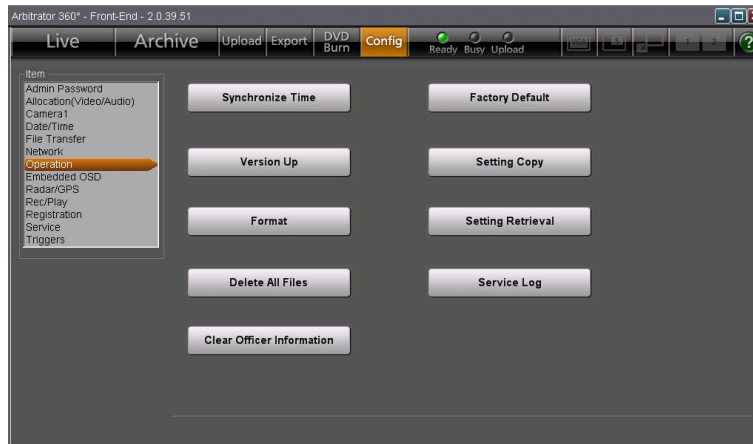 Arbitrator 360° - Front-End - 2.0.39.51
Live
Archive
Upload
Export
DVD
Burn
Config
Ready Busy Upload
VGA
S
1
2
?
Item
Admin Password
Allocation(Video/Audio)
Camera1
Date/Time
File Transfer
Network
Operation
Embedded OSD
Radar/GPS
Rec/Play
Registration
Service
Triggers
Synchronize Time
Factory Default
Version Up
Setting Copy
Format
Setting Retrieval
Delete All Files
Service Log
Clear Officer Information